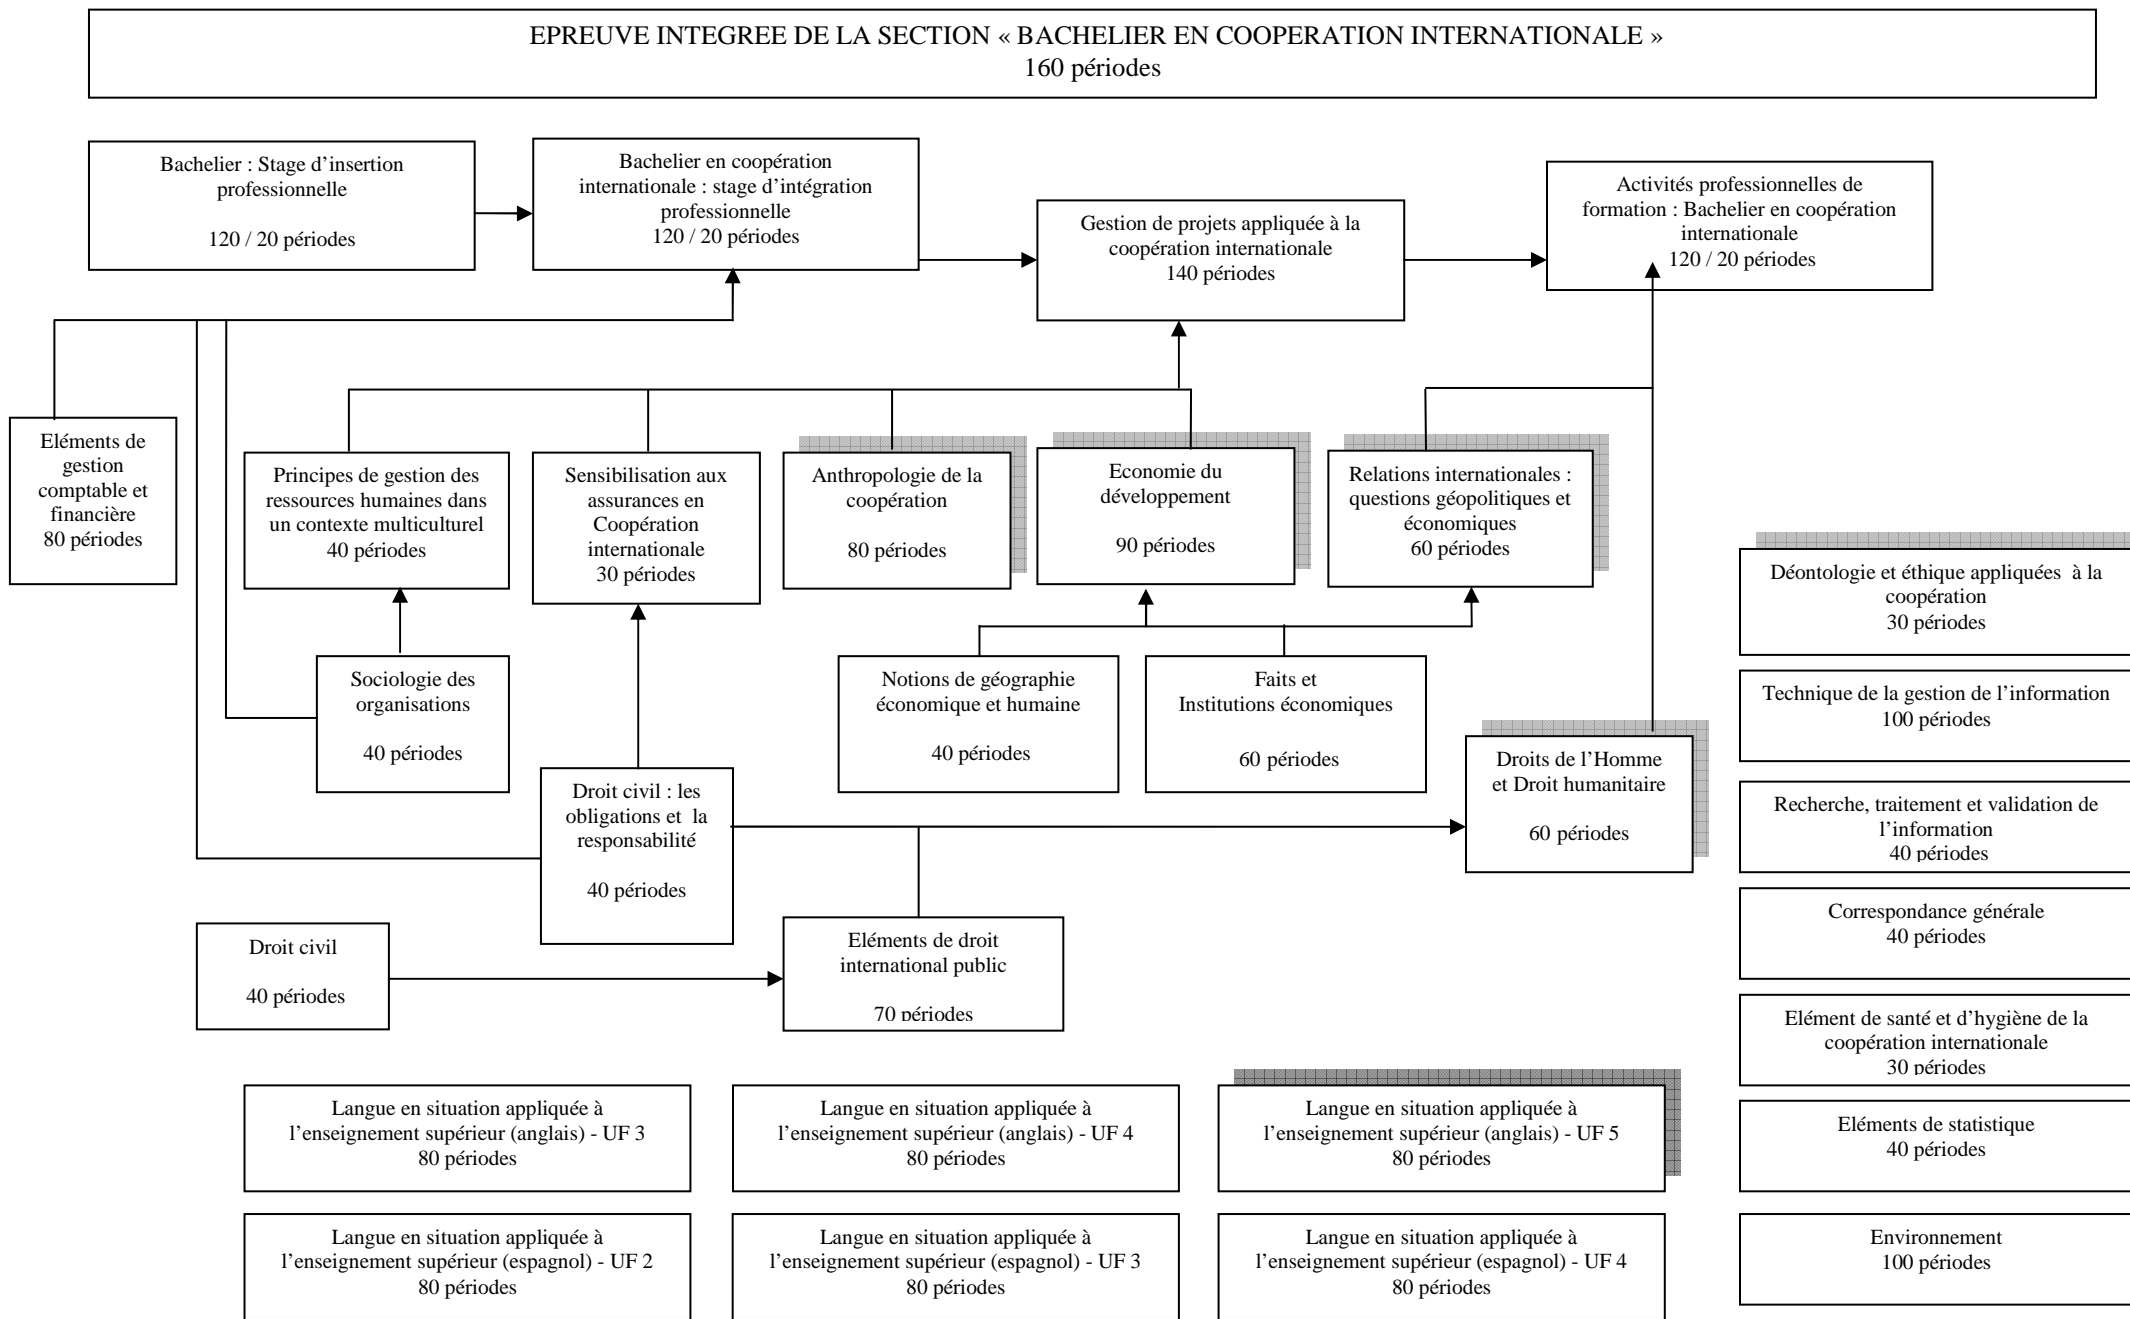 EPREUVE INTEGREE DE LA SECTION « BACHELIER EN COOPERATION INTERNATIONALE »
160 périodes
Bachelier : Stage d’insertion
professionnelle
120 / 20 périodes
Bachelier en coopération
internationale : stage d’intégration
professionnelle
120 / 20 périodes
Gestion de projets appliquée à la
coopération internationale
140 périodes
Activités professionnelles de
formation : Bachelier en coopération
internationale
120 / 20 périodes
Eléments de
gestion
comptable et
financière
80 périodes
Principes de gestion des
ressources humaines dans
un contexte multiculturel
40 périodes
Sensibilisation aux
assurances en
Coopération
internationale
30 périodes
Anthropologie de la
coopération
80 périodes
Economie du
développement
90 périodes
Relations internationales :
questions géopolitiques et
économiques
60 périodes
Déontologie et éthique appliquées  à la
coopération
30 périodes
Sociologie des
organisations
40 périodes
Notions de géographie
économique et humaine
40 périodes
Faits et
Institutions économiques
60 périodes
Technique de la gestion de l’information
100 périodes
Droit civil : les
obligations et  la
responsabilité
40 périodes
Droits de l’Homme
et Droit humanitaire
60 périodes
Recherche, traitement et validation de
l’information
40 périodes
Droit civil
40 périodes
Eléments de droit
international public
70 périodes
Correspondance générale
40 périodes
Elément de santé et d’hygiène de la
coopération internationale
30 périodes
Langue en situation appliquée à
l’enseignement supérieur (anglais) - UF 3
80 périodes
Langue en situation appliquée à
l’enseignement supérieur (anglais) - UF 4
80 périodes
Langue en situation appliquée à
l’enseignement supérieur (anglais) - UF 5
80 périodes
Eléments de statistique
40 périodes
Langue en situation appliquée à
l’enseignement supérieur (espagnol) - UF 2
80 périodes
Langue en situation appliquée à
l’enseignement supérieur (espagnol) - UF 3
80 périodes
Langue en situation appliquée à
l’enseignement supérieur (espagnol) - UF 4
80 périodes
Environnement
100 périodes